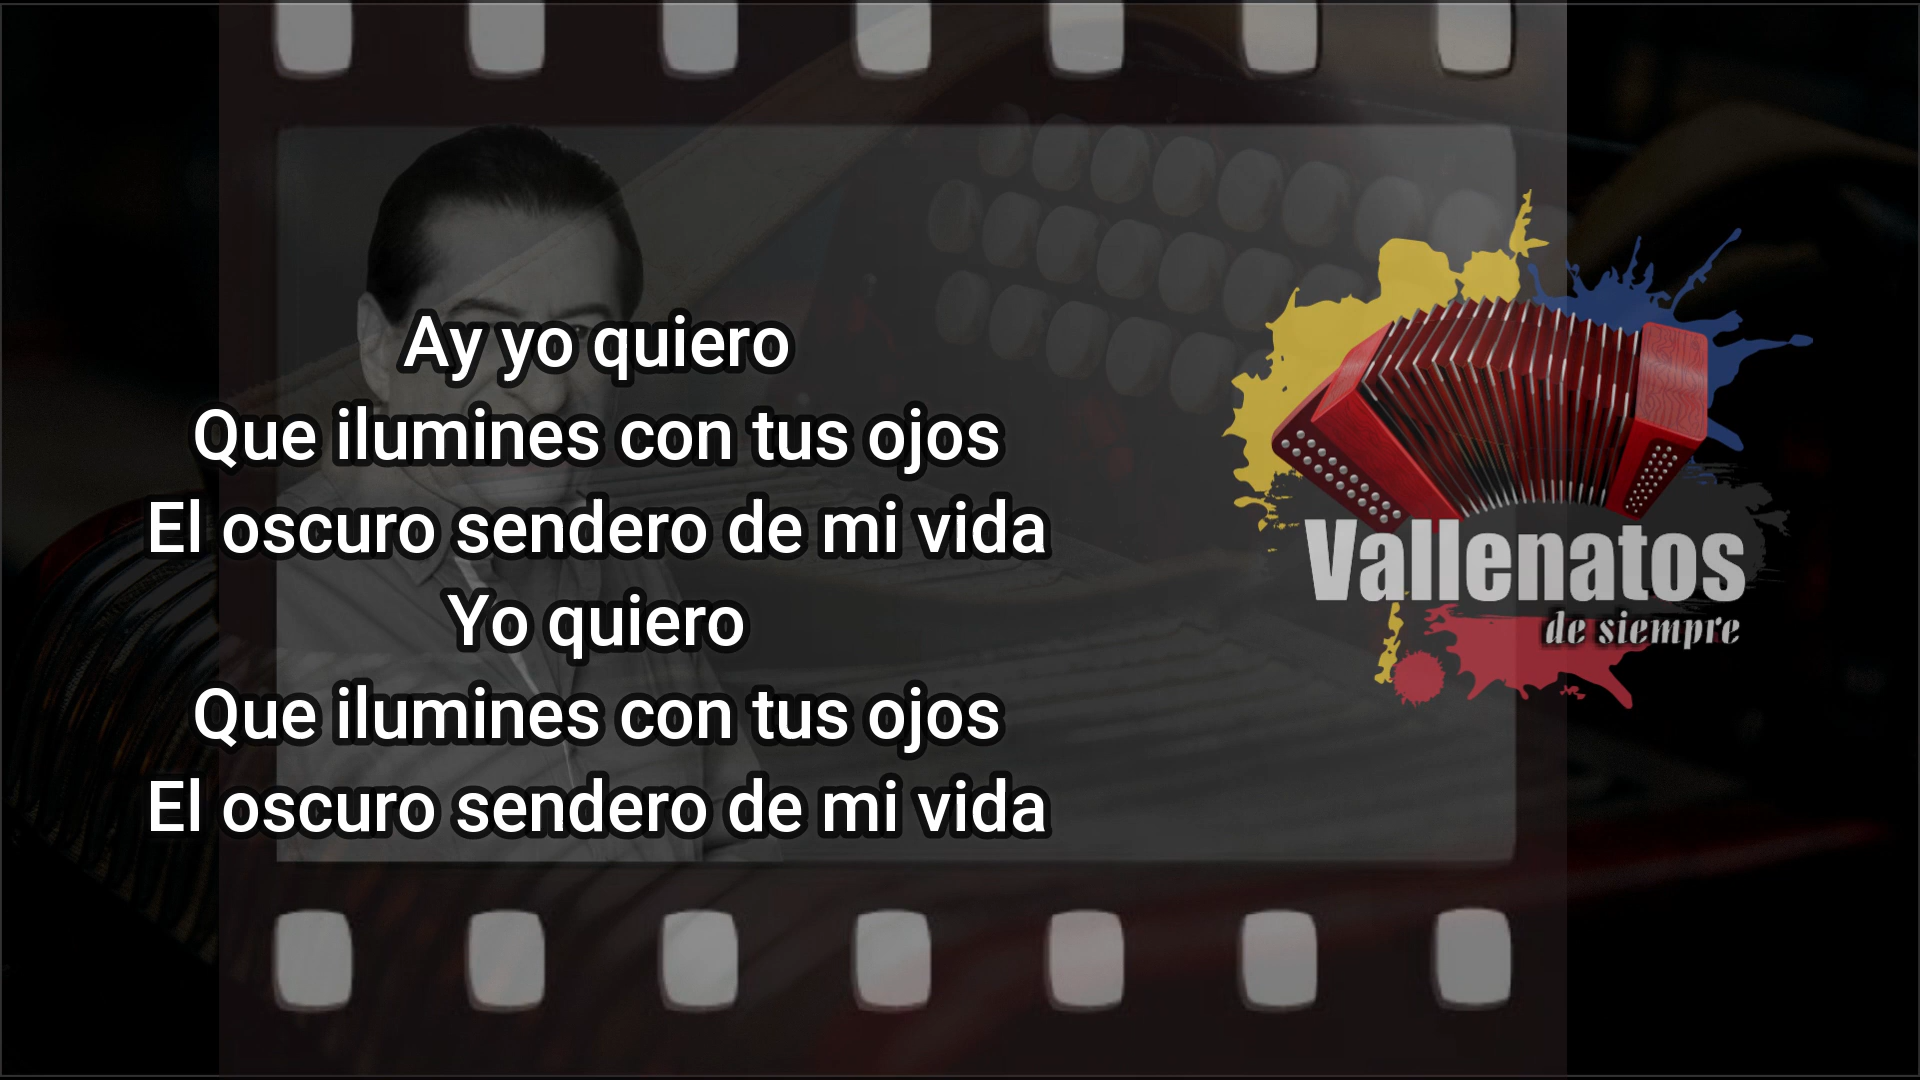 Ay yo quiero
Que ilumines con tus ojos
El oscuro sendero de mi vida
Yo quiero
Que ilumines con tus ojos
El oscuro sendero de mi vida
Vallenatos
de siempre